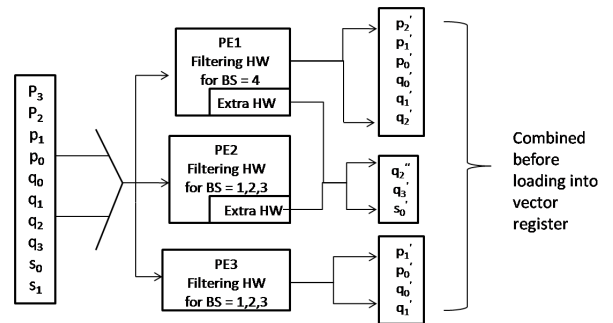 P₃
P₂
p₁
p₀
q₀
q₁
q₂
q₃
s₀
s₁
PE1
Filtering HW
for BS = 4
Extra HW
PE2
Filtering HW
for BS = 1,2,3
Extra HW
PE3
Filtering HW
for BS = 1,2,3
p₂′
p₁′
p₀′
q₀′
q₁′
q₂′
q₂″
q₃′
s₀′
p₁′
p₀′
q₀′
q₁′
Combined
before
loading into
vector
register